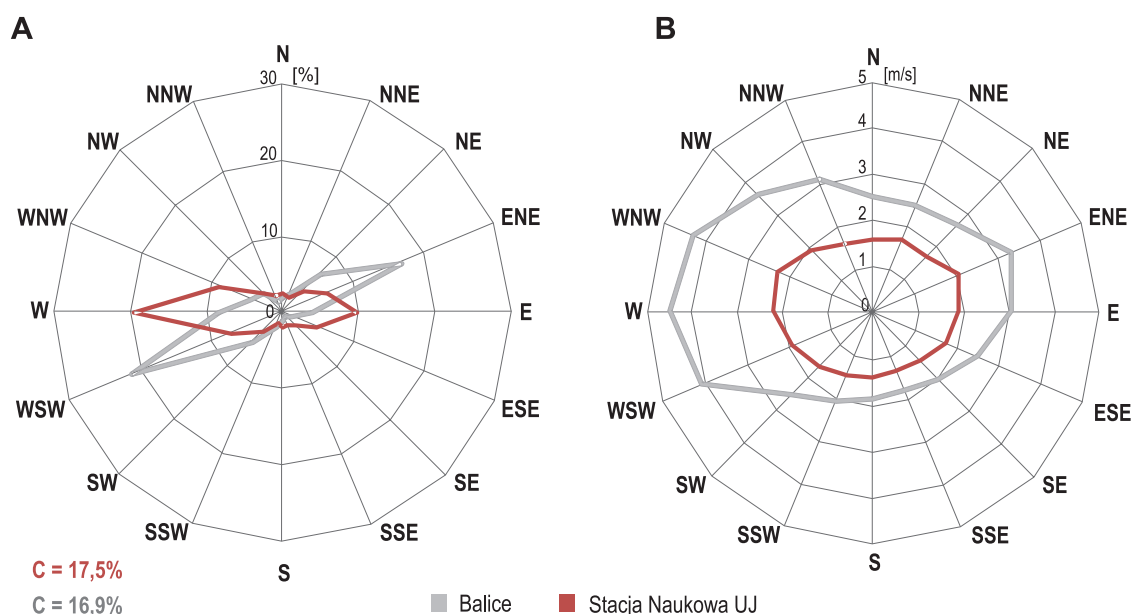 A
N
30 [%]
NNW
NNE
NW
NE
20
WNW
ENE
10
W
0
E
WSW
ESE
SW
SE
SSW
SSE
S
C = 17,5%
C = 16.9%
B
N
5 [m/s]
NNW
NNE
4
NW
NE
3
WNW
ENE
2
1
W
0
E
WSW
ESE
SW
SE
SSW
SSE
S
Balice
Stacja Naukowa UJ